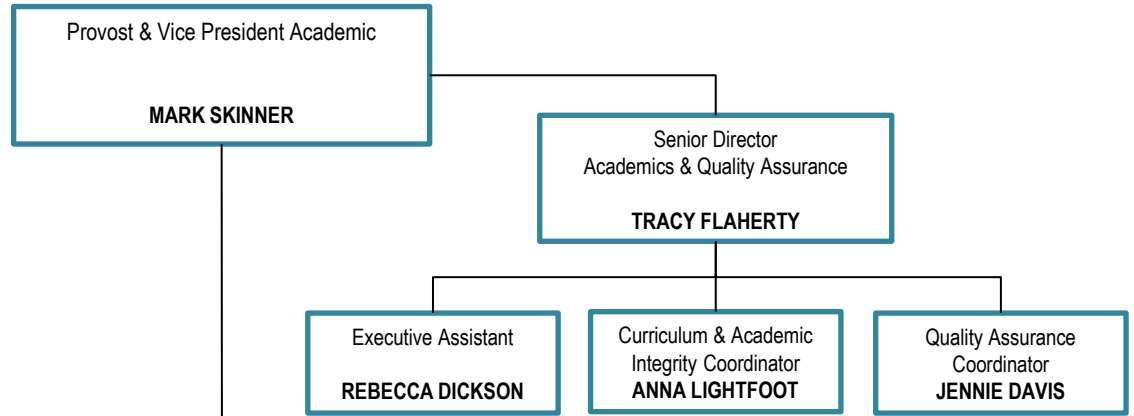 Provost & Vice President Academic
MARK SKINNER
Senior Director
Academics & Quality Assurance
TRACY FLAHERTY
Executive Assistant
REBECCA DICKSON
Curriculum & Academic
Integrity Coordinator
ANNA LIGHTFOOT
Quality Assurance
Coordinator
JENNIE DAVIS